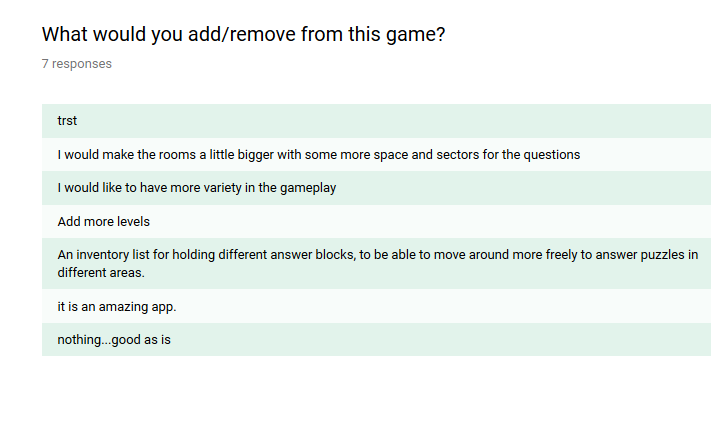 What would you add/remove from this game?
7 responses
trst
I would make the rooms a little bigger with some more space and sectors for the questions
I would like to have more variety in the gameplay
Add more levels
An inventory list for holding different answer blocks, to be able to move around more freely to answer puzzles in
different areas.
it is an amazing app.
nothing...good as is